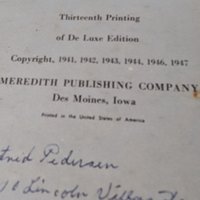 Thirteenth Printing
of De Luxe Edition
Copyright, 1941, 1942, 1943, 1944, 1946, 1947
MEREDITH PUBLISHING COMPANY
Des Moines, Iowa
Printed in the United States of America
Pedersen
Lincoln